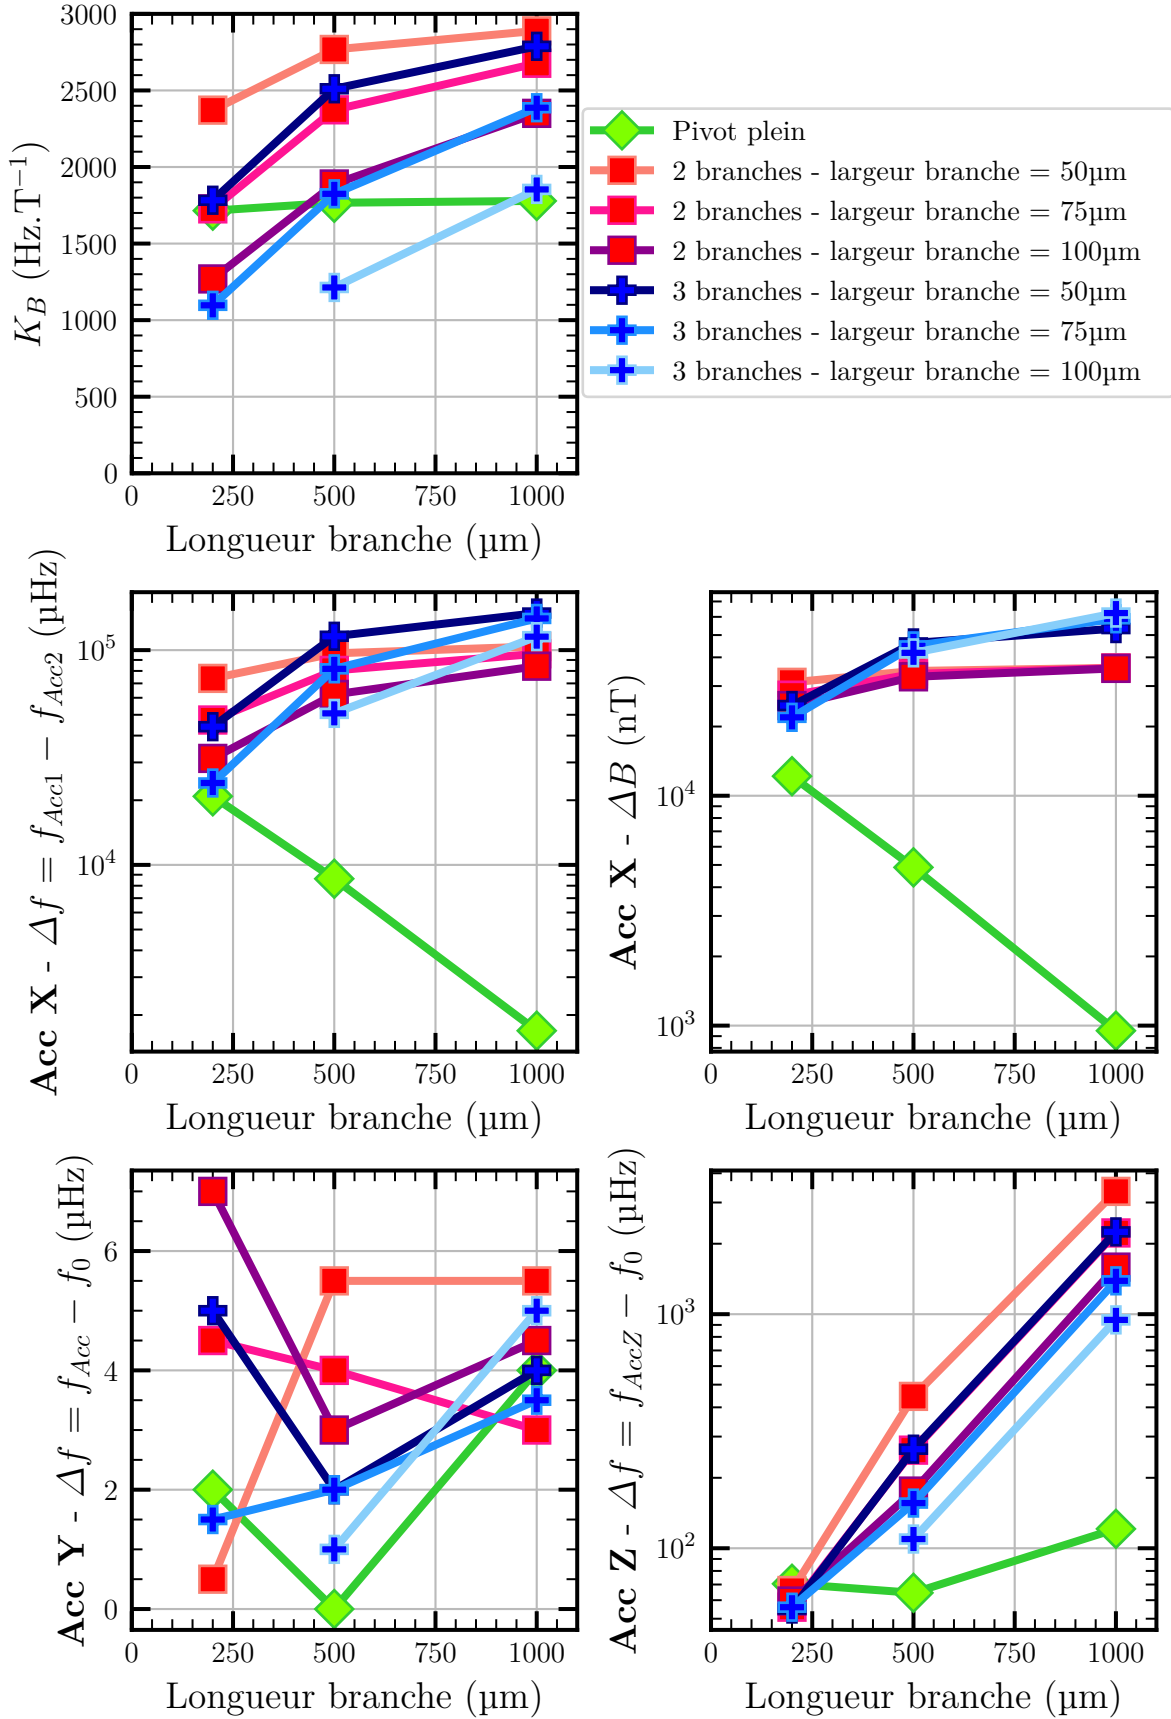 3000
2500
2000
1500
1000
500
0
K_B (Hz.T⁻¹)
0 250 500 750 1000
Longueur branche (µm)
Pivot plein
2 branches - largeur branche = 50µm
2 branches - largeur branche = 75µm
2 branches - largeur branche = 100µm
3 branches - largeur branche = 50µm
3 branches - largeur branche = 75µm
3 branches - largeur branche = 100µm
Acc X - Δf = f_Acc1 − f_Acc2 (µHz)
10⁵
10⁴
0 250 500 750 1000
Longueur branche (µm)
Acc X - ΔB (nT)
10⁴
10³
0 250 500 750 1000
Longueur branche (µm)
Acc Y - Δf = f_Acc − f_0 (µHz)
6
4
2
0
0 250 500 750 1000
Longueur branche (µm)
Acc Z - Δf = f_AccZ − f_0 (µHz)
10³
10²
0 250 500 750 1000
Longueur branche (µm)